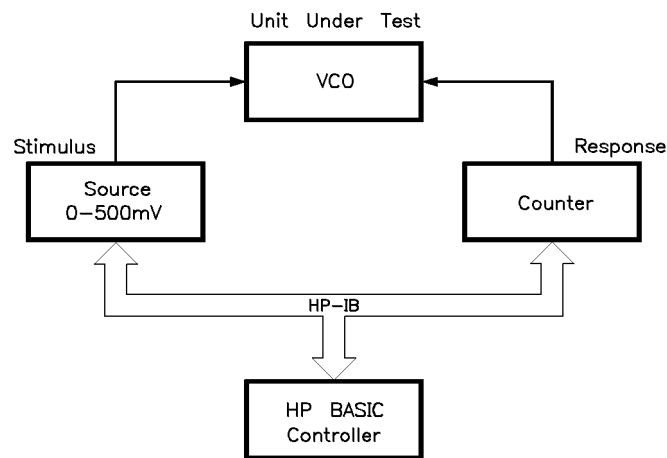 Unit Under Test
VCO
Stimulus
Response
Source
0-500mV
Counter
HP-IB
HP BASIC
Controller